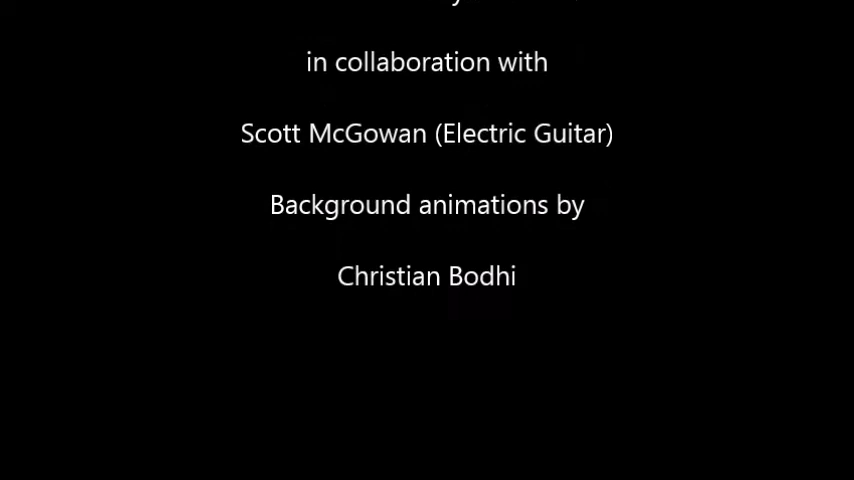 in collaboration with
Scott McGowan (Electric Guitar)
Background animations by
Christian Bodhi